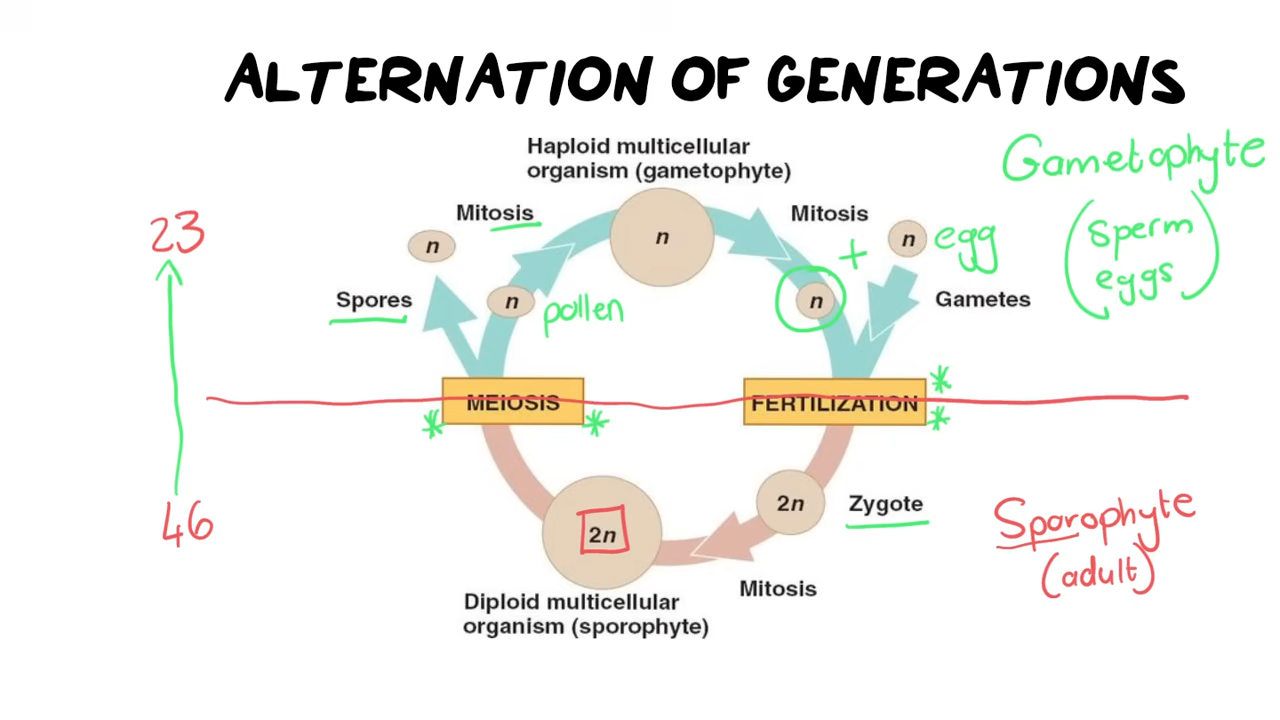 ALTERNATION OF GENERATIONS
Haploid multicellular
organism (gametophyte)
Gametophyte
(sperm
eggs)
23
Mitosis
n
Mitosis
n
n
+
n
egg
Spores
n
pollen
n
Gametes
MEIOSIS
*
*
FERTILIZATION
*
*
46
2n
2n
Zygote
Sporophyte
(adult)
Mitosis
Diploid multicellular
organism (sporophyte)